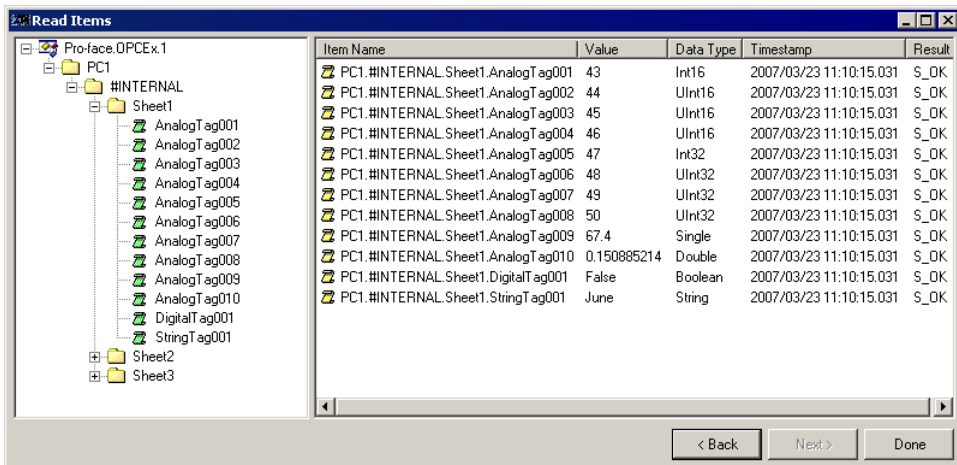 Read Items
Pro-face.OPCEx.1
PC1
#INTERNAL
Sheet1
AnalogTag001
AnalogTag002
AnalogTag003
AnalogTag004
AnalogTag005
AnalogTag006
AnalogTag007
AnalogTag008
AnalogTag009
AnalogTag010
DigitalTag001
StringTag001
Sheet2
Sheet3
Item Name Value Data Type Timestamp Result
PC1.#INTERNAL.Sheet1.AnalogTag001 43 Int16 2007/03/23 11:10:15.031 S_OK
PC1.#INTERNAL.Sheet1.AnalogTag002 44 UInt16 2007/03/23 11:10:15.031 S_OK
PC1.#INTERNAL.Sheet1.AnalogTag003 45 UInt16 2007/03/23 11:10:15.031 S_OK
PC1.#INTERNAL.Sheet1.AnalogTag004 46 UInt16 2007/03/23 11:10:15.031 S_OK
PC1.#INTERNAL.Sheet1.AnalogTag005 47 Int32 2007/03/23 11:10:15.031 S_OK
PC1.#INTERNAL.Sheet1.AnalogTag006 48 UInt32 2007/03/23 11:10:15.031 S_OK
PC1.#INTERNAL.Sheet1.AnalogTag007 49 UInt32 2007/03/23 11:10:15.031 S_OK
PC1.#INTERNAL.Sheet1.AnalogTag008 50 UInt32 2007/03/23 11:10:15.031 S_OK
PC1.#INTERNAL.Sheet1.AnalogTag009 67.4 Single 2007/03/23 11:10:15.031 S_OK
PC1.#INTERNAL.Sheet1.AnalogTag010 0.150885214 Double 2007/03/23 11:10:15.031 S_OK
PC1.#INTERNAL.Sheet1.DigitalTag001 False Boolean 2007/03/23 11:10:15.031 S_OK
PC1.#INTERNAL.Sheet1.StringTag001 June String 2007/03/23 11:10:15.031 S_OK
< Back Next > Done